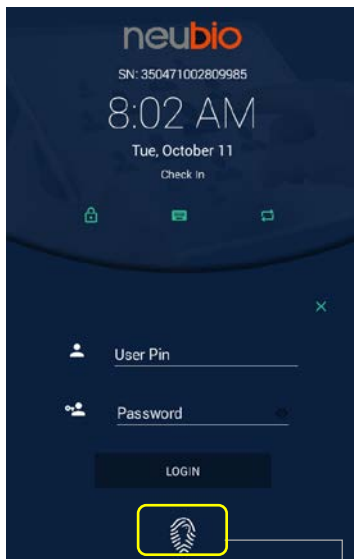 neubio
SN: 350471002809985
8:02 AM
Tue, October 11
Check In
User Pin
Password
LOGIN